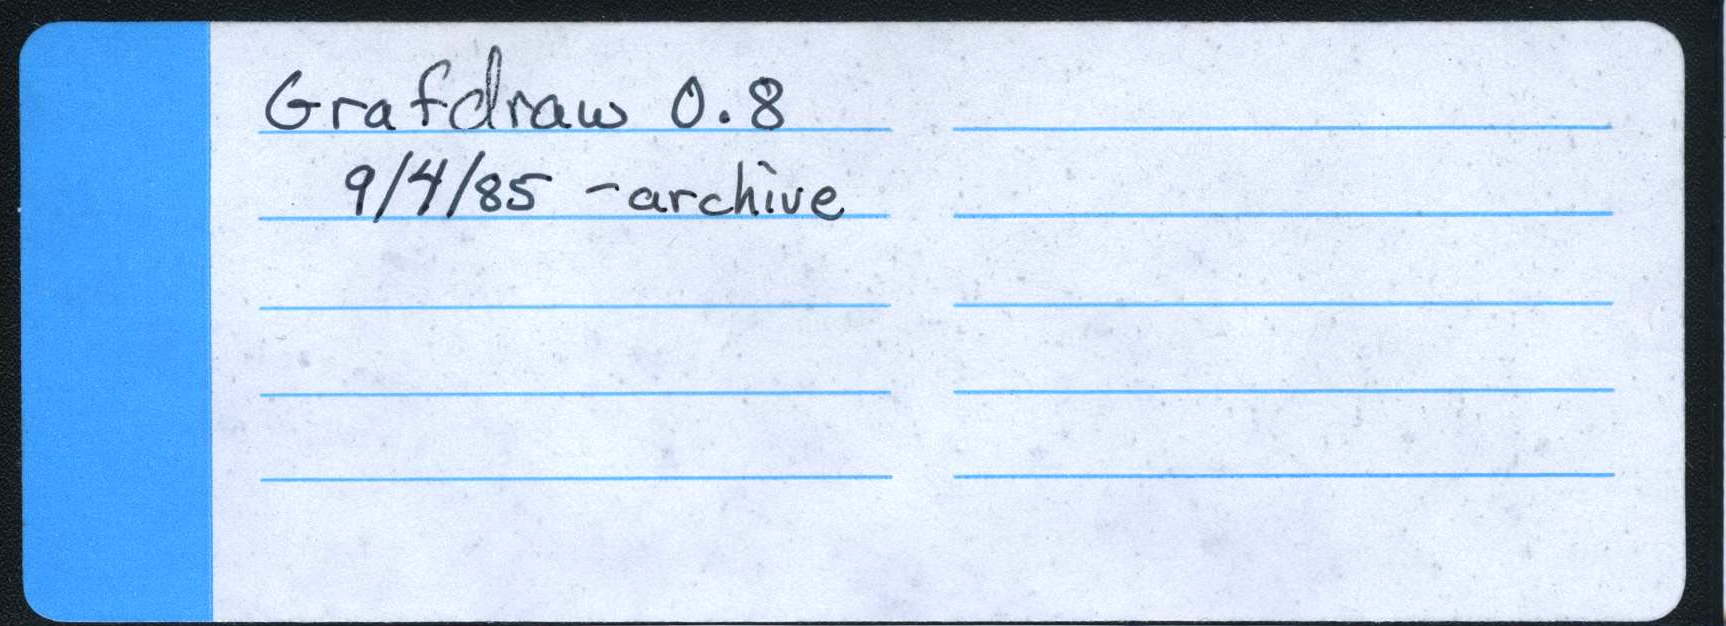 Grafdraw 0.8
9/4/85 - archive